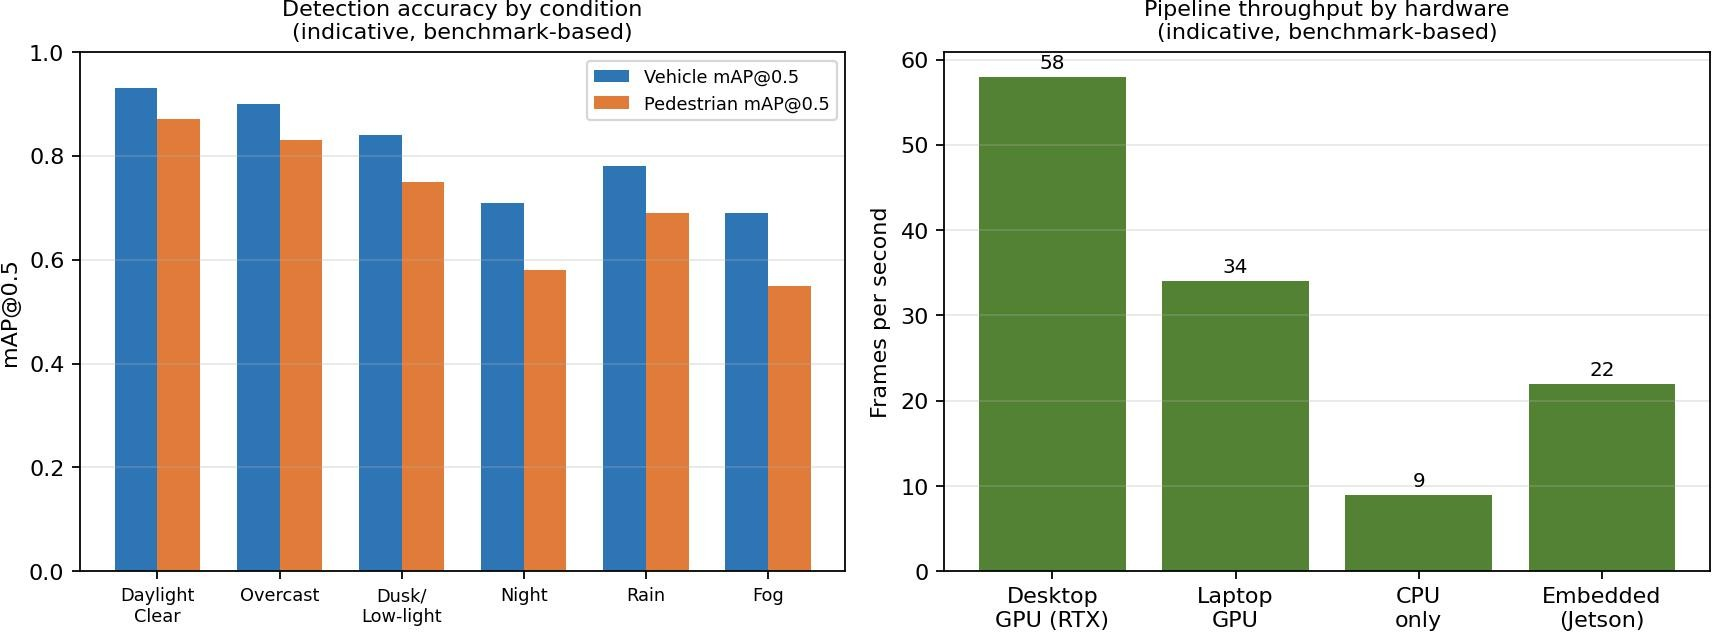 Detection accuracy by condition
(indicative, benchmark-based)
mAP@0.5
1.0
0.8
0.6
0.4
0.2
0.0
Vehicle mAP@0.5
Pedestrian mAP@0.5
Daylight
Clear
Overcast
Dusk/
Low-light
Night
Rain
Fog
Pipeline throughput by hardware
(indicative, benchmark-based)
Frames per second
60
50
40
30
20
10
0
58
34
9
22
Desktop
GPU (RTX)
Laptop
GPU
CPU
only
Embedded
(Jetson)